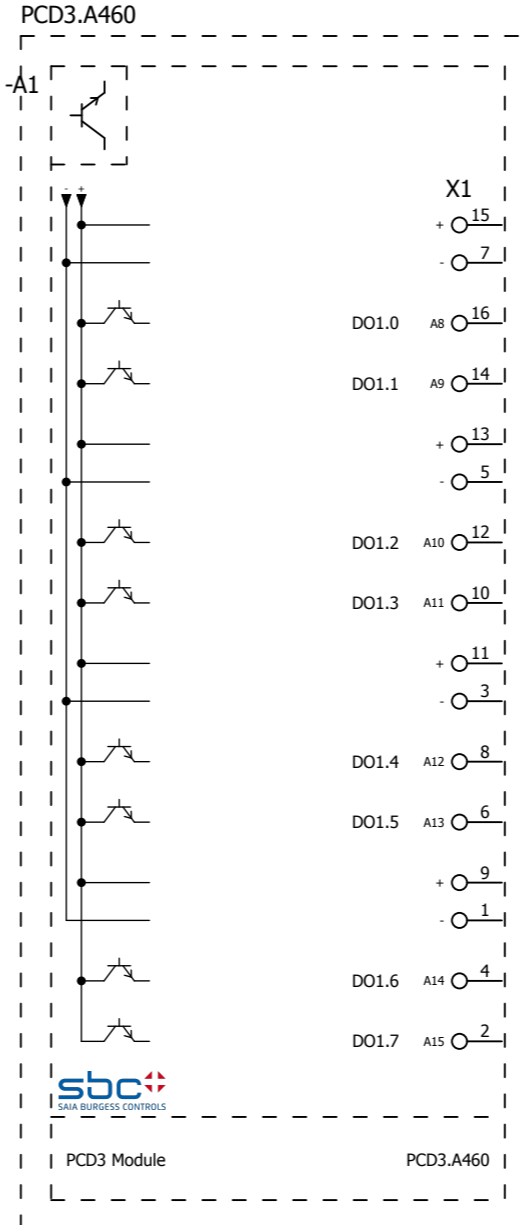 PCD3.A460
-A1
- +
X1
+ 15
- 7
DO1.0 A8 16
DO1.1 A9 14
+ 13
- 5
DO1.2 A10 12
DO1.3 A11 10
+ 11
- 3
DO1.4 A12 8
DO1.5 A13 6
+ 9
- 1
DO1.6 A14 4
DO1.7 A15 2
sbc
SAIA BURGESS CONTROLS
PCD3 Module PCD3.A460